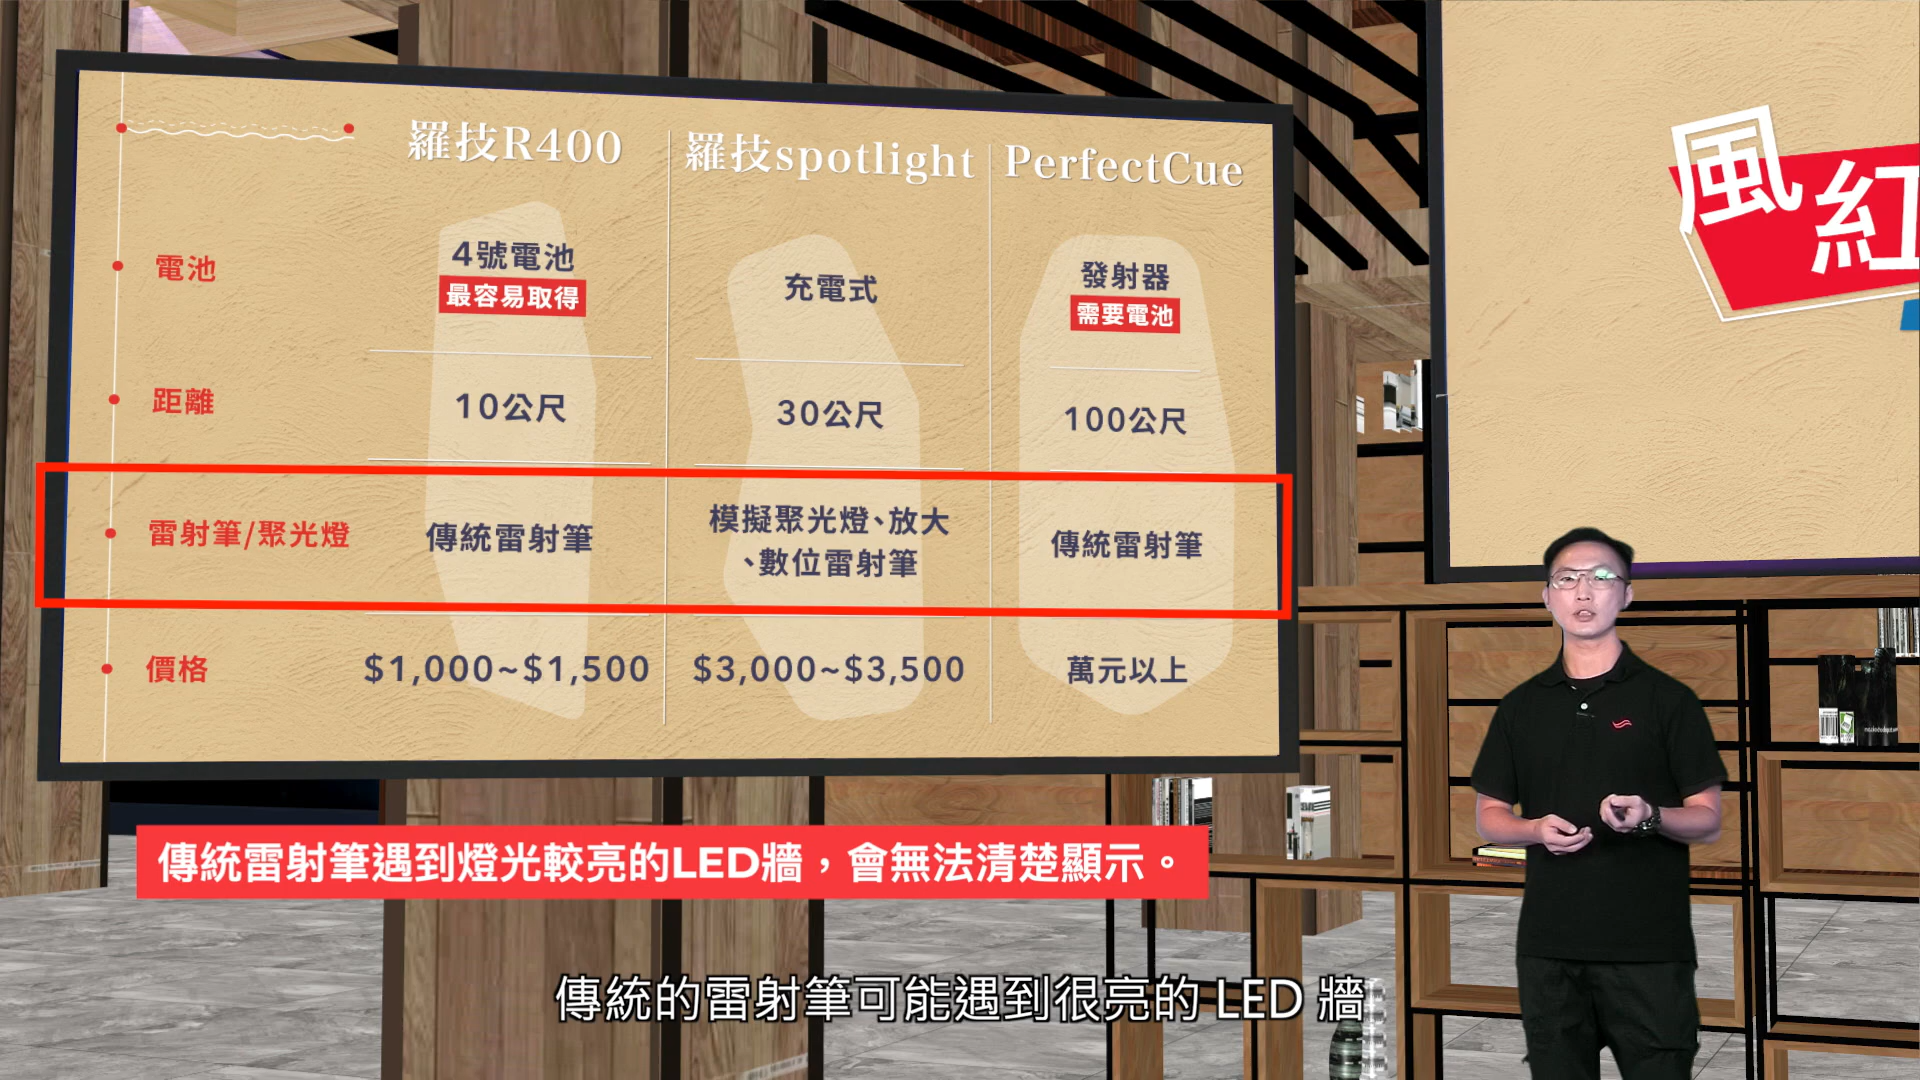 羅技R400
羅技spotlight
PerfectCue
電池
4號電池
最容易取得
充電式
發射器
需要電池
距離
10公尺
30公尺
100公尺
雷射筆/聚光燈
傳統雷射筆
模擬聚光燈、放大
、數位雷射筆
傳統雷射筆
價格
$1,000~$1,500
$3,000~$3,500
萬元以上
風
紅
傳統雷射筆遇到燈光較亮的LED牆，會無法清楚顯示。
傳統的雷射筆可能遇到很亮的 LED 牆